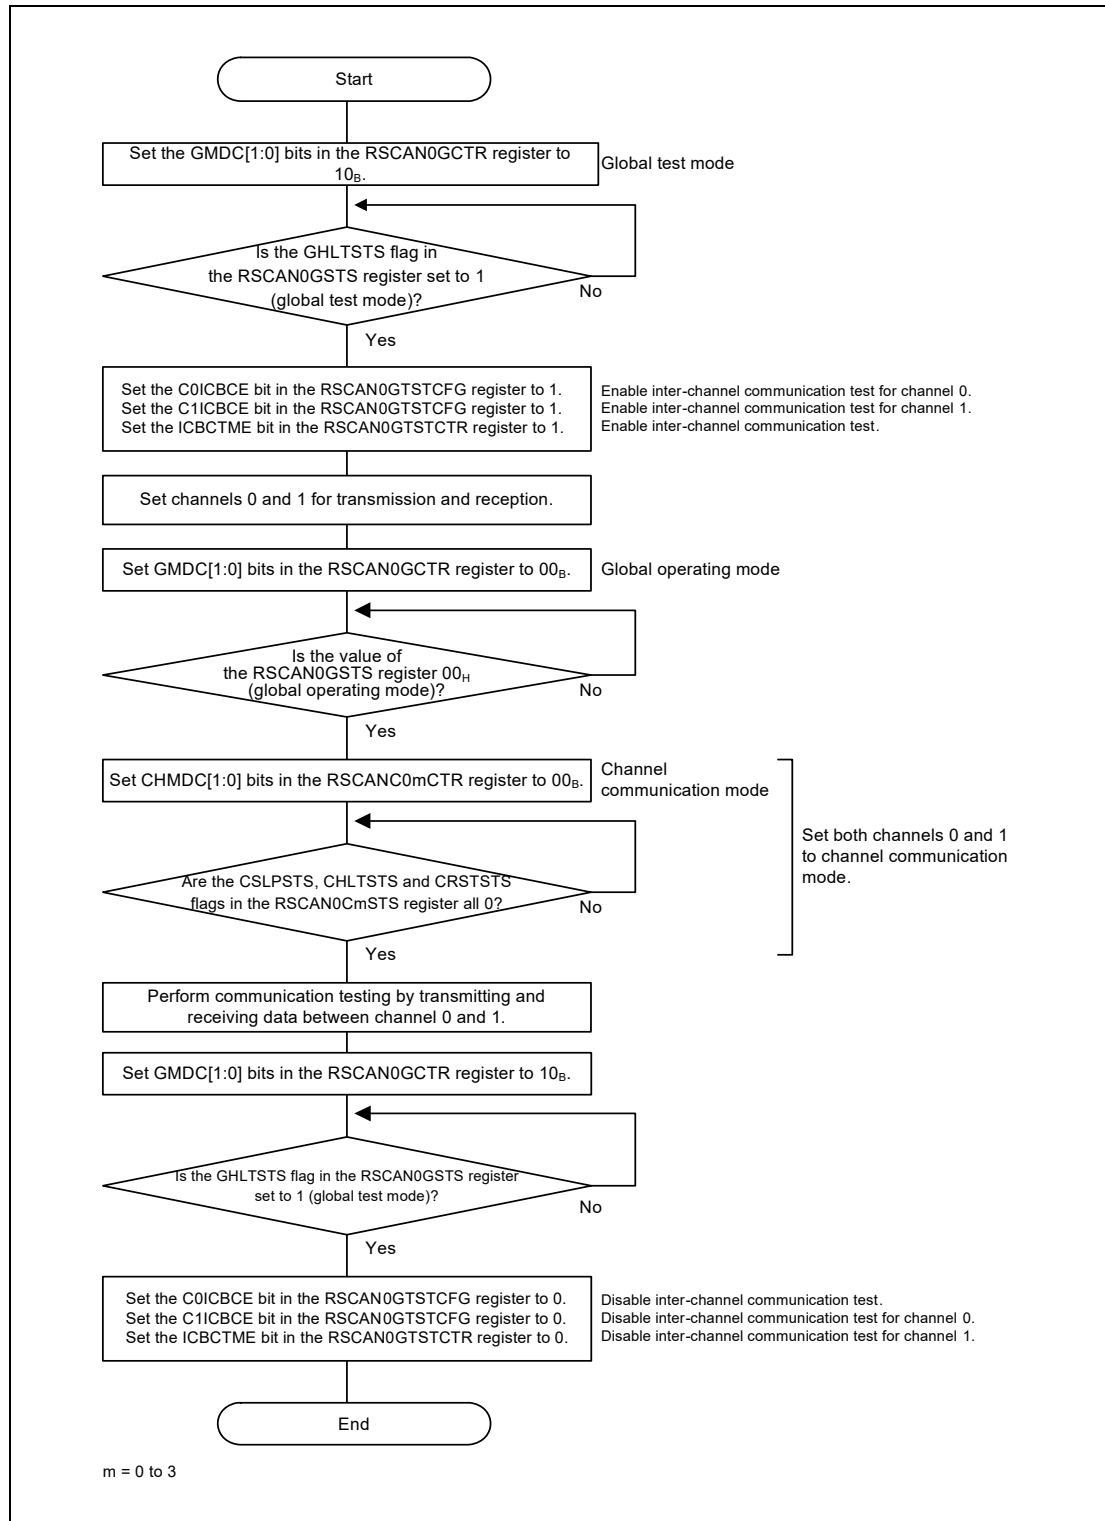 Start
Set the GMDC[1:0] bits in the RSCAN0GCTR register to
10B.
Global test mode
Is the GHLTSTS flag in
the RSCAN0GSTS register set to 1
(global test mode)?
No
Yes
Set the C0ICBCE bit in the RSCAN0GTSTCFG register to 1.
Set the C1ICBCE bit in the RSCAN0GTSTCFG register to 1.
Set the ICBCTME bit in the RSCAN0GTSTCTR register to 1.
Enable inter-channel communication test for channel 0.
Enable inter-channel communication test for channel 1.
Enable inter-channel communication test.
Set channels 0 and 1 for transmission and reception.
Set GMDC[1:0] bits in the RSCAN0GCTR register to 00B.
Global operating mode
Is the value of
the RSCAN0GSTS register 00H
(global operating mode)?
No
Yes
Set CHMDC[1:0] bits in the RSCANC0mCTR register to 00B.
Channel
communication mode
Set both channels 0 and 1
to channel communication
mode.
Are the CSLPSTS, CHLTSTS and CRSTSTS
flags in the RSCAN0CmSTS register all 0?
No
Yes
Perform communication testing by transmitting and
receiving data between channel 0 and 1.
Set GMDC[1:0] bits in the RSCAN0GCTR register to 10B.
Is the GHLTSTS flag in the RSCAN0GSTS register
set to 1 (global test mode)?
No
Yes
Set the C0ICBCE bit in the RSCAN0GTSTCFG register to 0.
Set the C1ICBCE bit in the RSCAN0GTSTCFG register to 0.
Set the ICBCTME bit in the RSCAN0GTSTCTR register to 0.
Disable inter-channel communication test.
Disable inter-channel communication test for channel 0.
Disable inter-channel communication test for channel 1.
End
m = 0 to 3